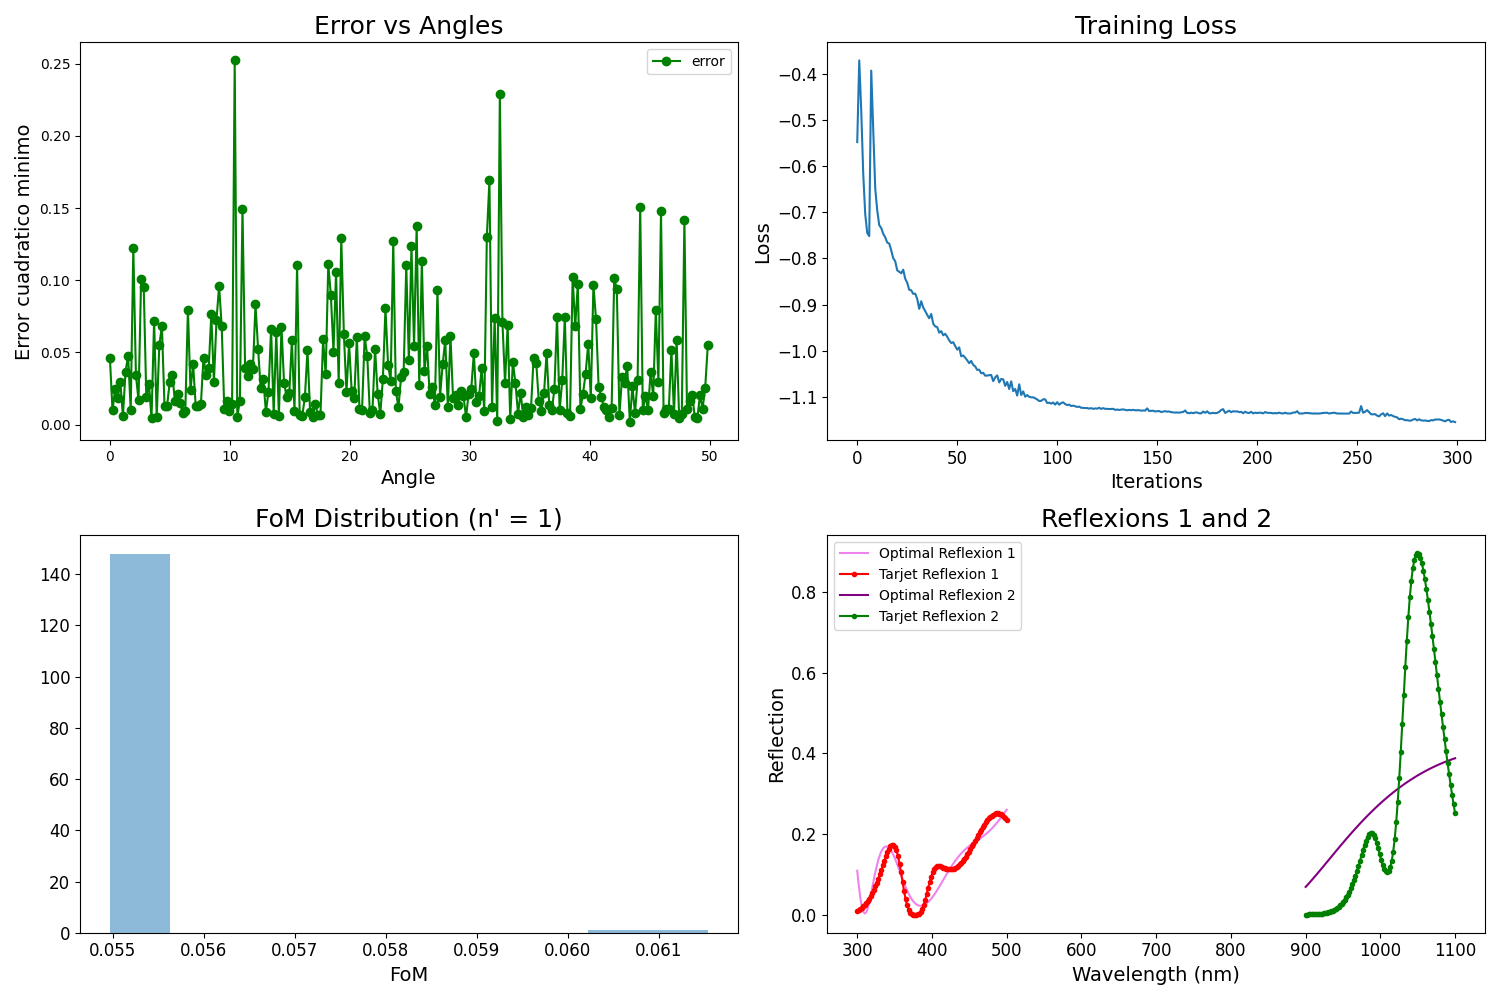 Error vs Angles
error
Error cuadratico minimo
0.25
0.20
0.15
0.10
0.05
0.00
0 10 20 30 40 50
Angle
Training Loss
Loss
−0.4
−0.5
−0.6
−0.7
−0.8
−0.9
−1.0
−1.1
0 50 100 150 200 250 300
Iterations
FoM Distribution (n' = 1)
140
120
100
80
60
40
20
0
0.055 0.056 0.057 0.058 0.059 0.060 0.061
FoM
Reflexions 1 and 2
Optimal Reflexion 1
Tarjet Reflexion 1
Optimal Reflexion 2
Tarjet Reflexion 2
Reflection
0.8
0.6
0.4
0.2
0.0
300 400 500 600 700 800 900 1000 1100
Wavelength (nm)